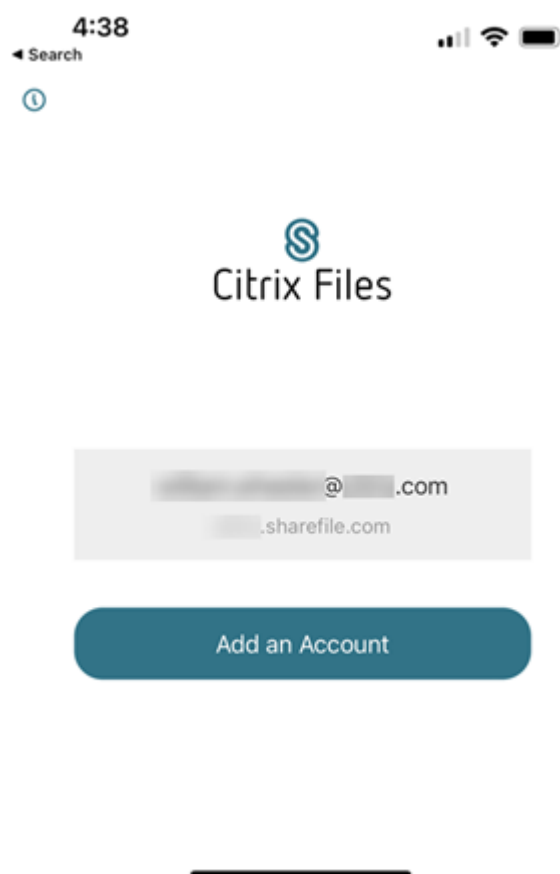 4:38
◀ Search
Citrix Files
@ .com
.sharefile.com
Add an Account